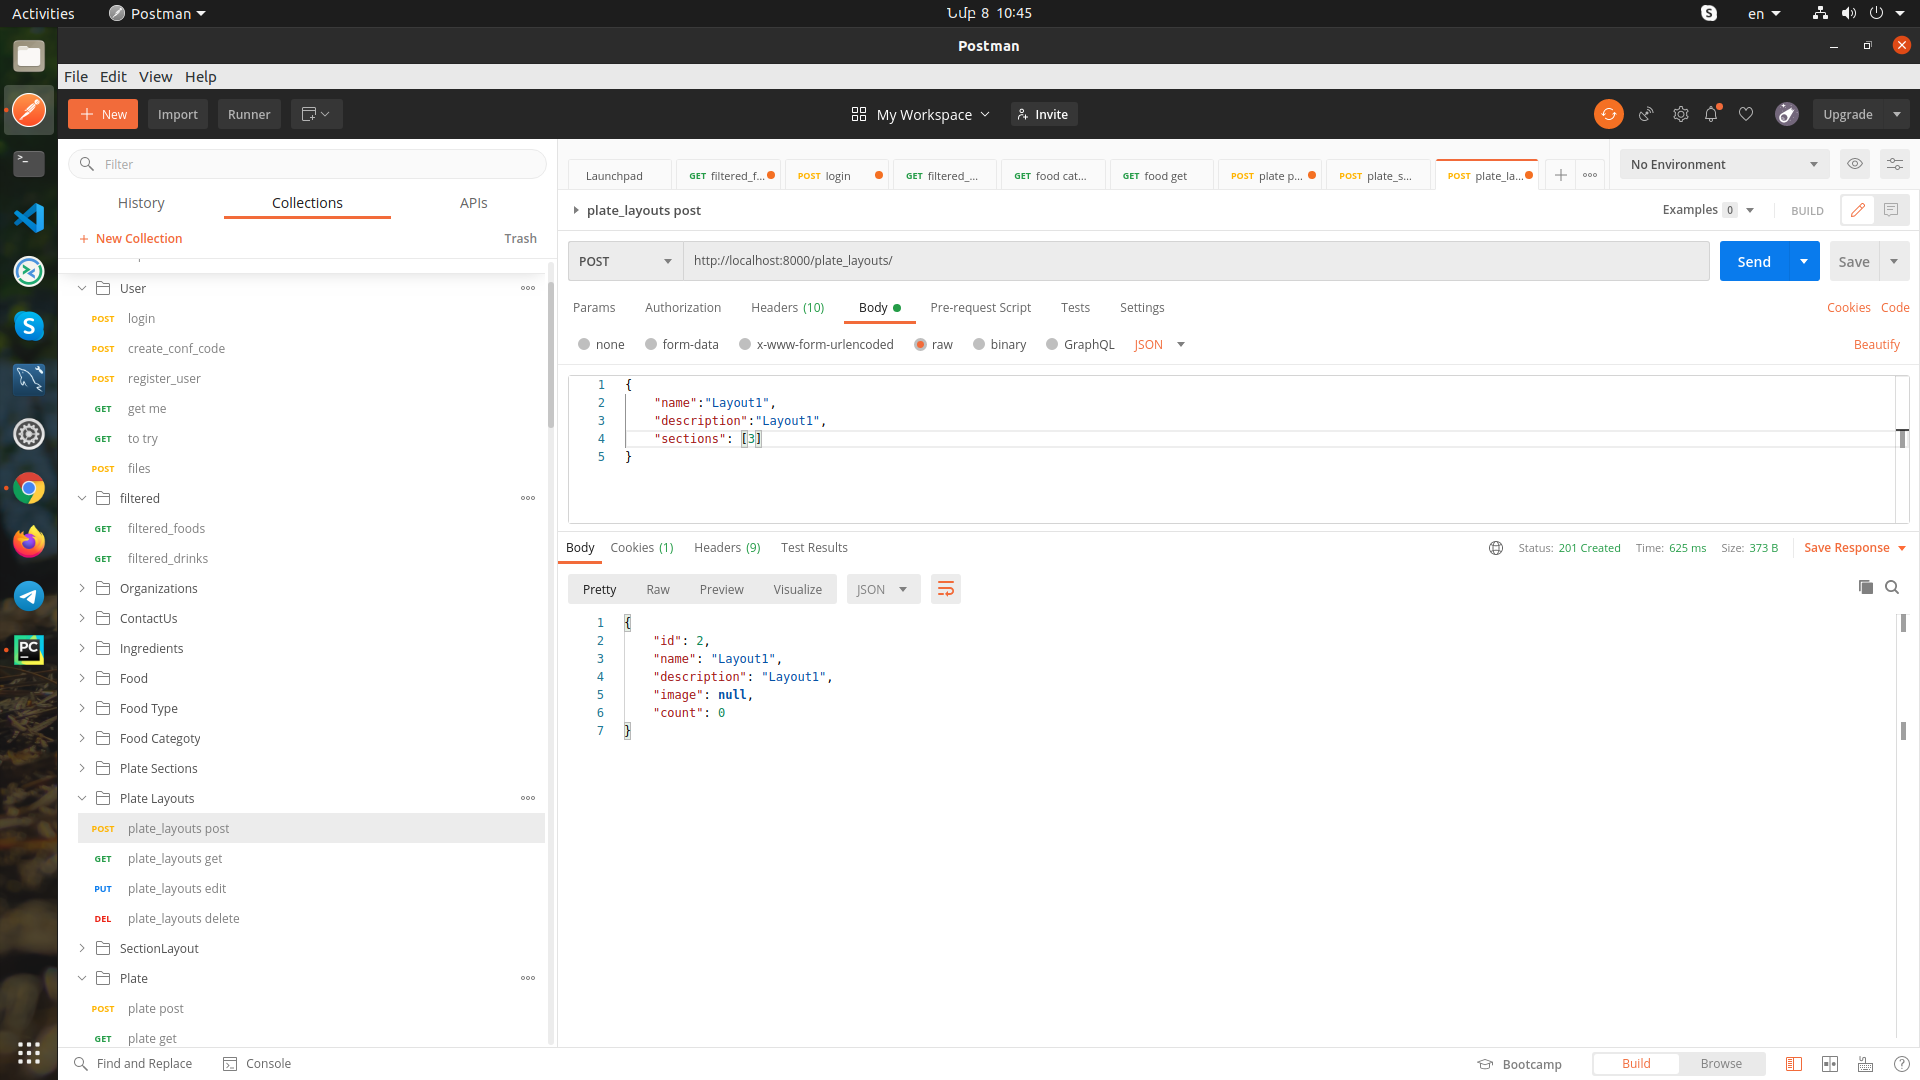 Activities Postman Նմբ 8 10:45 en
Postman
File Edit View Help
New Import Runner My Workspace Invite Upgrade
Filter
History Collections APIs
New Collection Trash
User
POST login
POST create_conf_code
POST register_user
GET get me
GET to try
POST files
filtered
GET filtered_foods
GET filtered_drinks
Organizations
ContactUs
Ingredients
Food
Food Type
Food Categoty
Plate Sections
Plate Layouts
POST plate_layouts post
GET plate_layouts get
PUT plate_layouts edit
DEL plate_layouts delete
SectionLayout
Plate
POST plate post
GET plate get
Launchpad GET filtered_f... POST login GET filtered_... GET food cat... GET food get POST plate p... POST plate_s... POST plate_la... No Environment
plate_layouts post Examples 0 BUILD
POST http://localhost:8000/plate_layouts/ Send Save
Params Authorization Headers (10) Body Pre-request Script Tests Settings Cookies Code
none form-data x-www-form-urlencoded raw binary GraphQL JSON Beautify
1 {
2 "name":"Layout1",
3 "description":"Layout1",
4 "sections": [3]
5 }
Body Cookies (1) Headers (9) Test Results Status: 201 Created Time: 625 ms Size: 373 B Save Response
Pretty Raw Preview Visualize JSON
1 {
2 "id": 2,
3 "name": "Layout1",
4 "description": "Layout1",
5 "image": null,
6 "count": 0
7 }
Find and Replace Console Bootcamp Build Browse